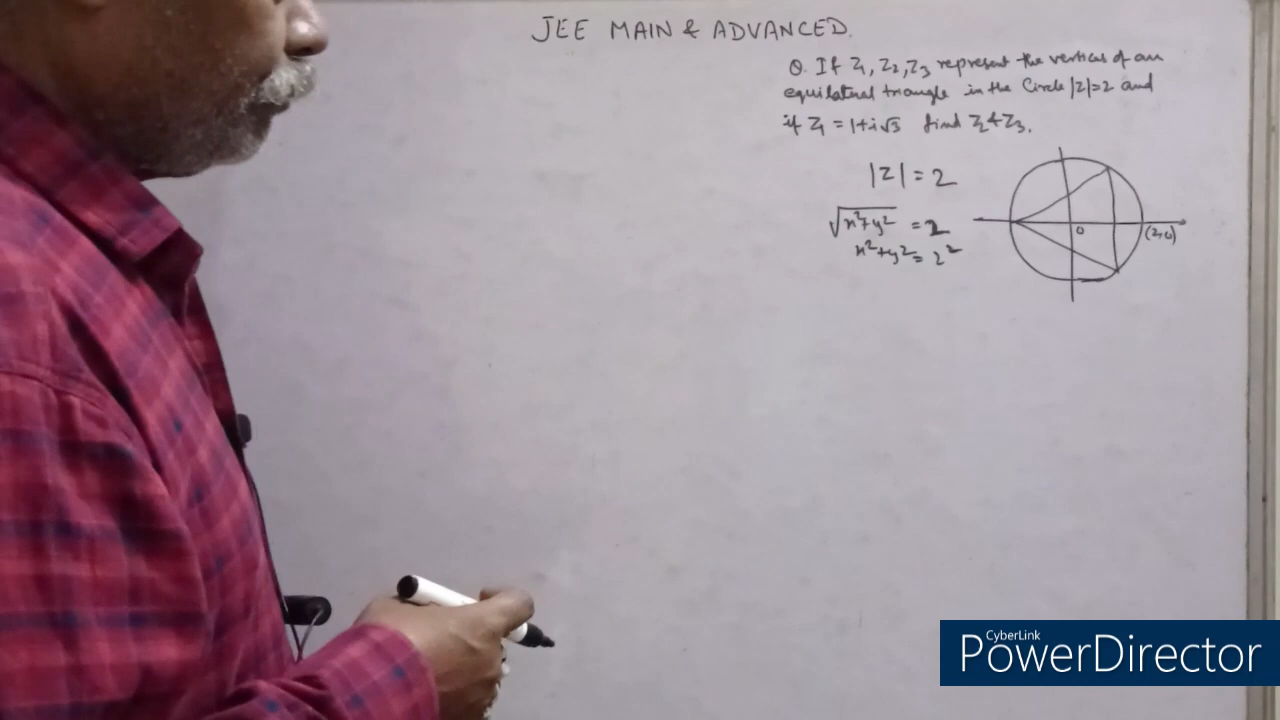 JEE MAIN & ADVANCED.
Q. If Z₁, Z₂, Z₃ represent the vertices of an
equilateral triangle in the Circle |Z|=2 and
if Z₁ = 1+i√3 find Z₂ & Z₃.
|Z| = 2
√x²+y² = 2
x²+y² = 2²
O
(2,0)
CyberLink
PowerDirector